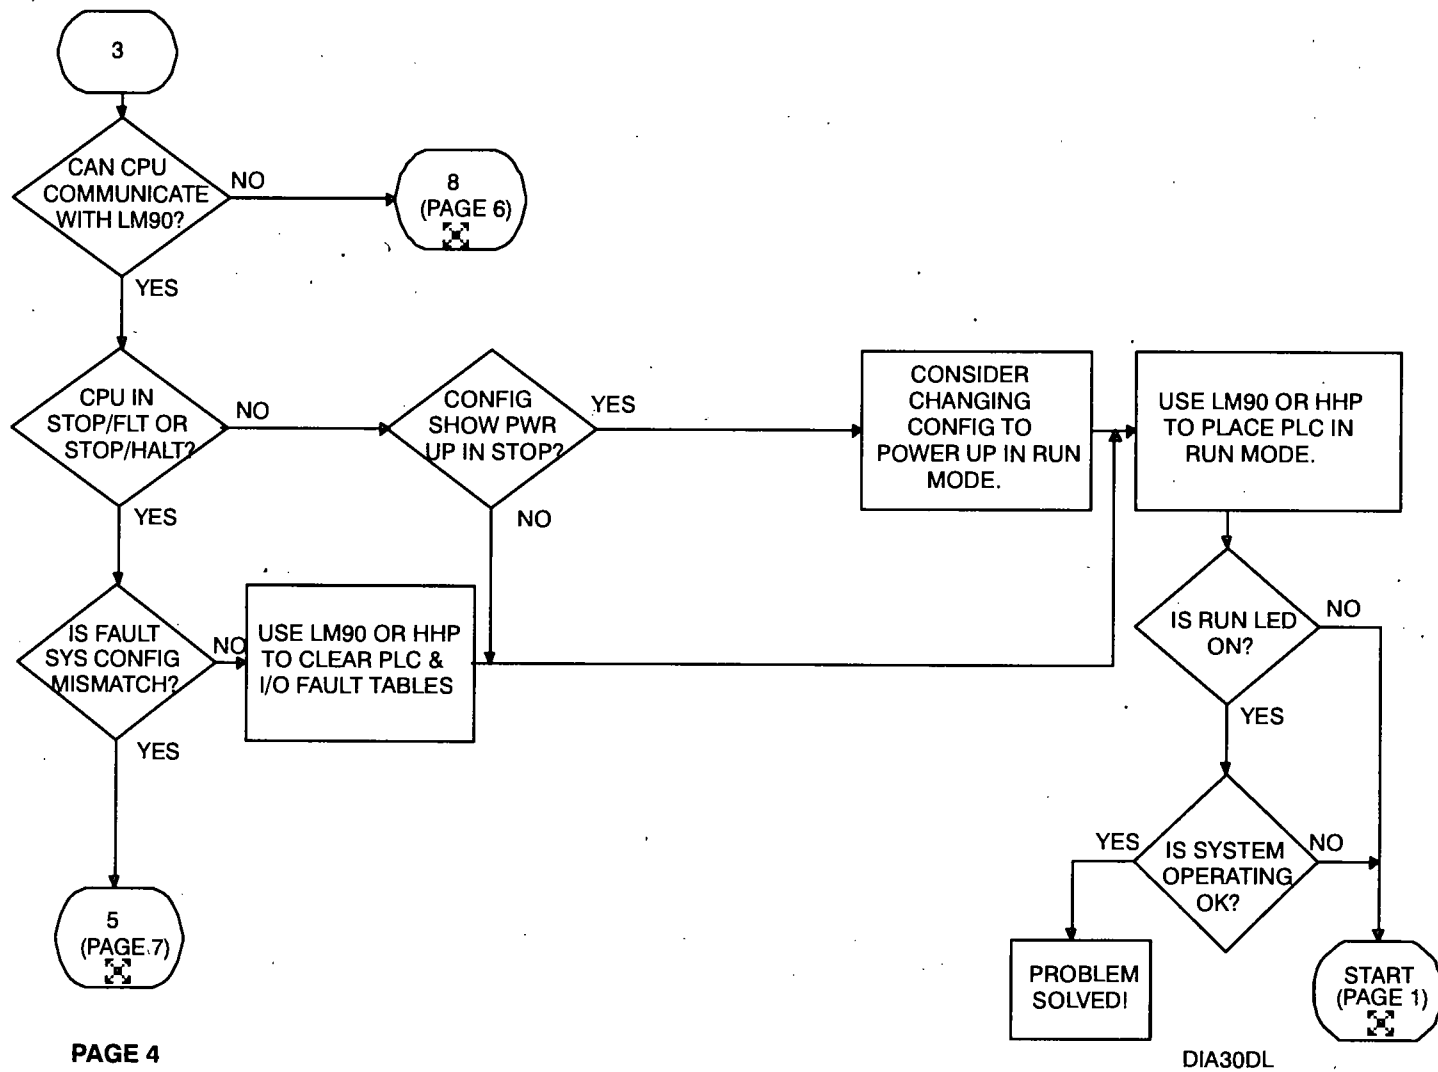 3
CAN CPU
COMMUNICATE
WITH LM90?
NO
8
(PAGE 6)
YES
CPU IN
STOP/FLT OR
STOP/HALT?
NO
CONFIG
SHOW PWR
UP IN STOP?
YES
CONSIDER
CHANGING
CONFIG TO
POWER UP IN RUN
MODE.
USE LM90 OR HHP
TO PLACE PLC IN
RUN MODE.
YES
NO
IS FAULT
SYS CONFIG
MISMATCH?
NO
USE LM90 OR HHP
TO CLEAR PLC &
I/O FAULT TABLES
IS RUN LED
ON?
NO
YES
YES
5
(PAGE 7)
YES
IS SYSTEM
OPERATING
OK?
NO
PROBLEM
SOLVED!
START
(PAGE 1)
PAGE 4
DIA30DL